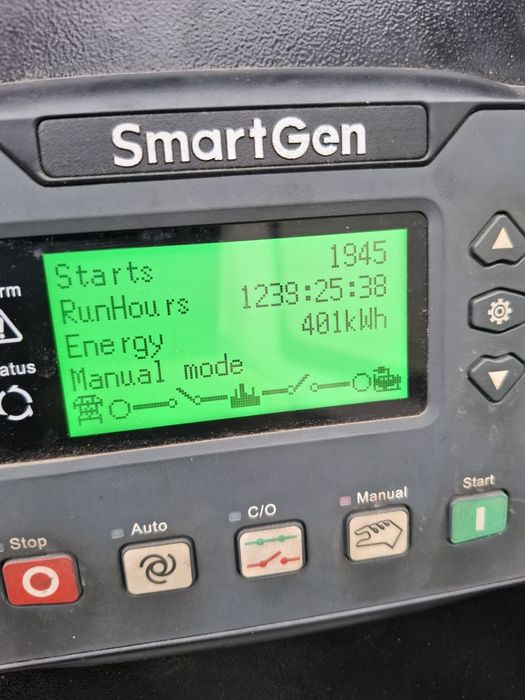 SmartGen
Starts 1945
RunHours 1239:25:38
Energy 401kWh
Manual mode
rm
atus
Stop
Auto
C/O
Manual
Start